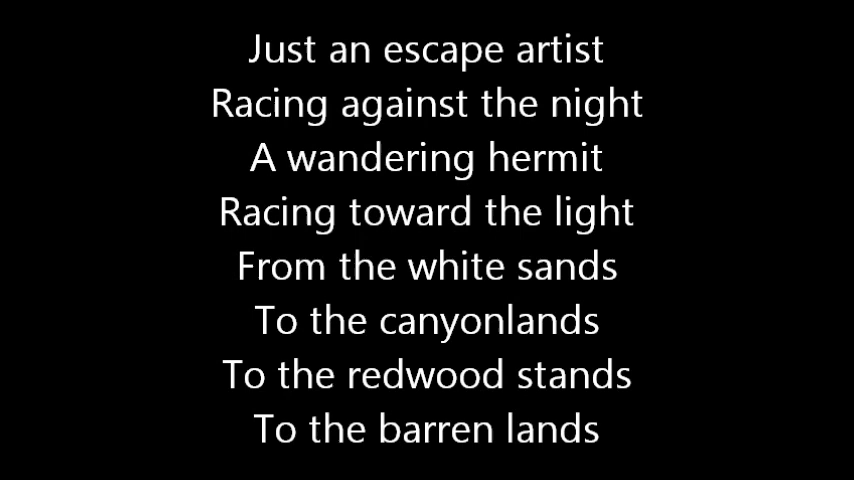 Just an escape artist
Racing against the night
A wandering hermit
Racing toward the light
From the white sands
To the canyonlands
To the redwood stands
To the barren lands